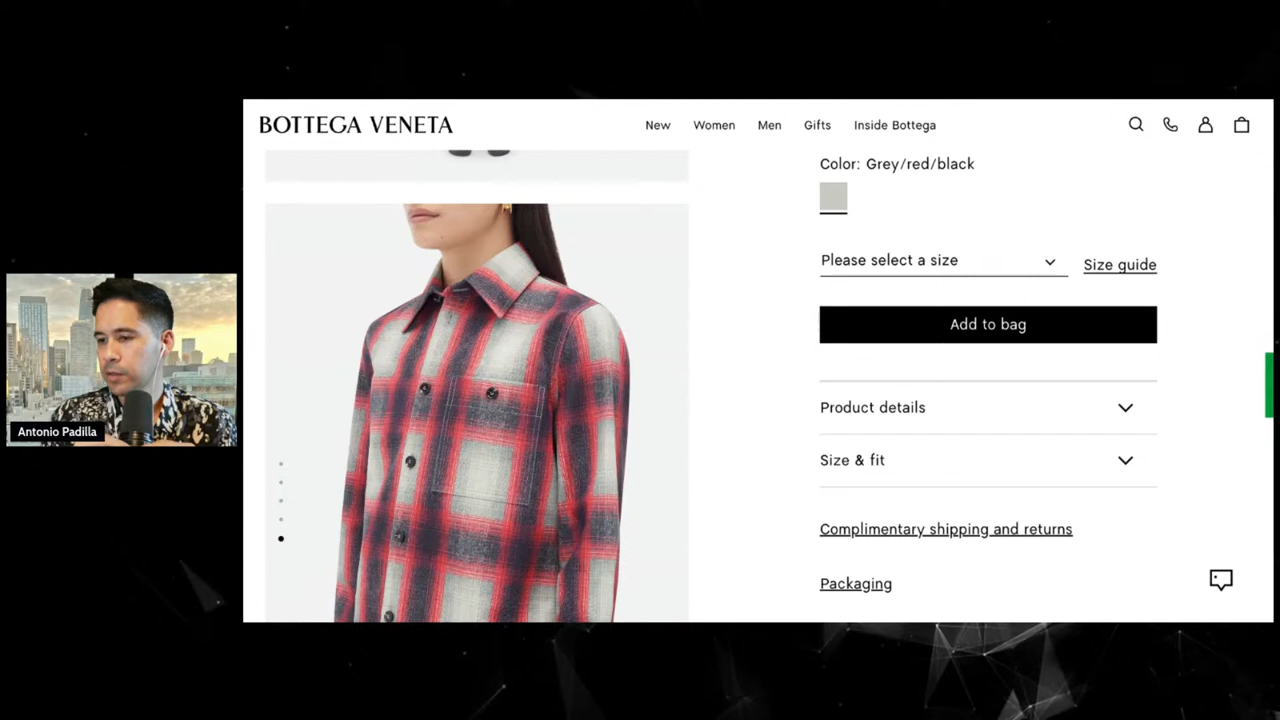 BOTTEGA VENETA
New Women Men Gifts Inside Bottega
Color: Grey/red/black
Please select a size
Size guide
Add to bag
Product details
Size & fit
Complimentary shipping and returns
Packaging
Antonio Padilla